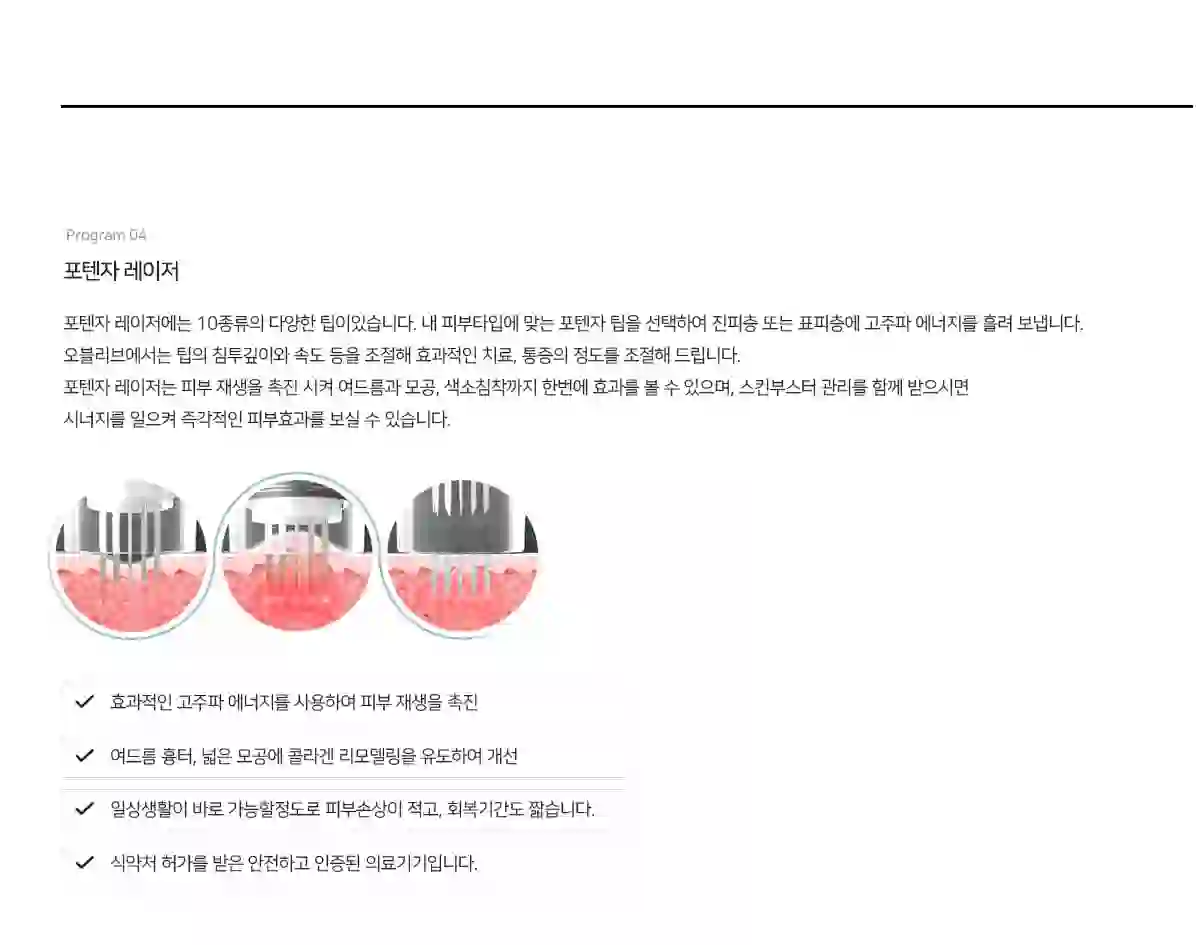 Program 04
포텐자 레이저
포텐자 레이저에는 10종류의 다양한 팁이있습니다. 내 피부타입에 맞는 포텐자 팁을 선택하여 진피층 또는 표피층에 고주파 에너지를 흘려 보냅니다.
오블리브에서는 팁의 침투깊이와 속도 등을 조절해 효과적인 치료, 통증의 정도를 조절해 드립니다.
포텐자 레이저는 피부 재생을 촉진 시켜 여드름과 모공, 색소침착까지 한번에 효과를 볼 수 있으며, 스킨부스터 관리를 함께 받으시면
시너지를 일으켜 즉각적인 피부효과를 보실 수 있습니다.
효과적인 고주파 에너지를 사용하여 피부 재생을 촉진
여드름 흉터, 넓은 모공에 콜라겐 리모델링을 유도하여 개선
일상생활이 바로 가능할정도로 피부손상이 적고, 회복기간도 짧습니다.
식약처 허가를 받은 안전하고 인증된 의료기기입니다.